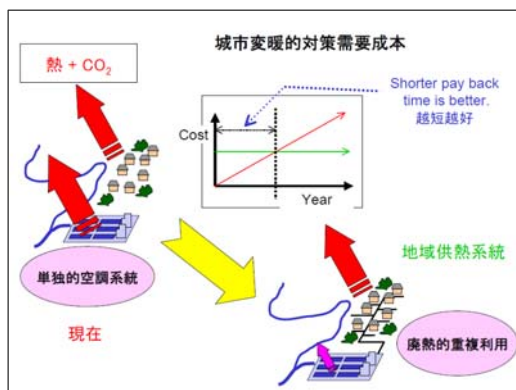 城市変暖的対策需要成本
熱 + CO₂
Shorter pay back
time is better.
越短越好
Cost
Year
単独的空調系統
現在
地域供熱系統
廃熱的重複利用